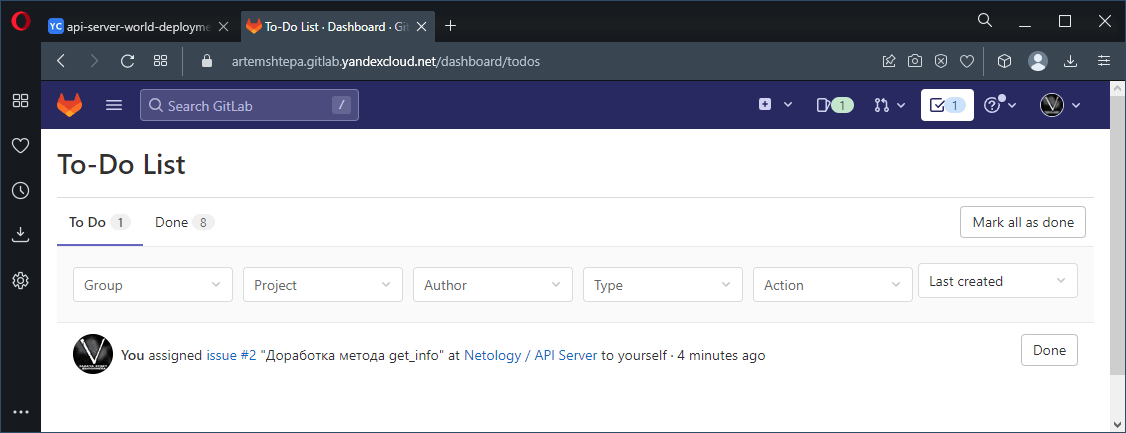 YC api-server-world-deployme
To-Do List · Dashboard · Git
artemshtepa.gitlab.yandexcloud.net/dashboard/todos
Search GitLab /
1
1
To-Do List
To Do 1
Done 8
Mark all as done
Group
Project
Author
Type
Action
Last created
You assigned issue #2 "Доработка метода get_info" at Netology / API Server to yourself · 4 minutes ago
Done